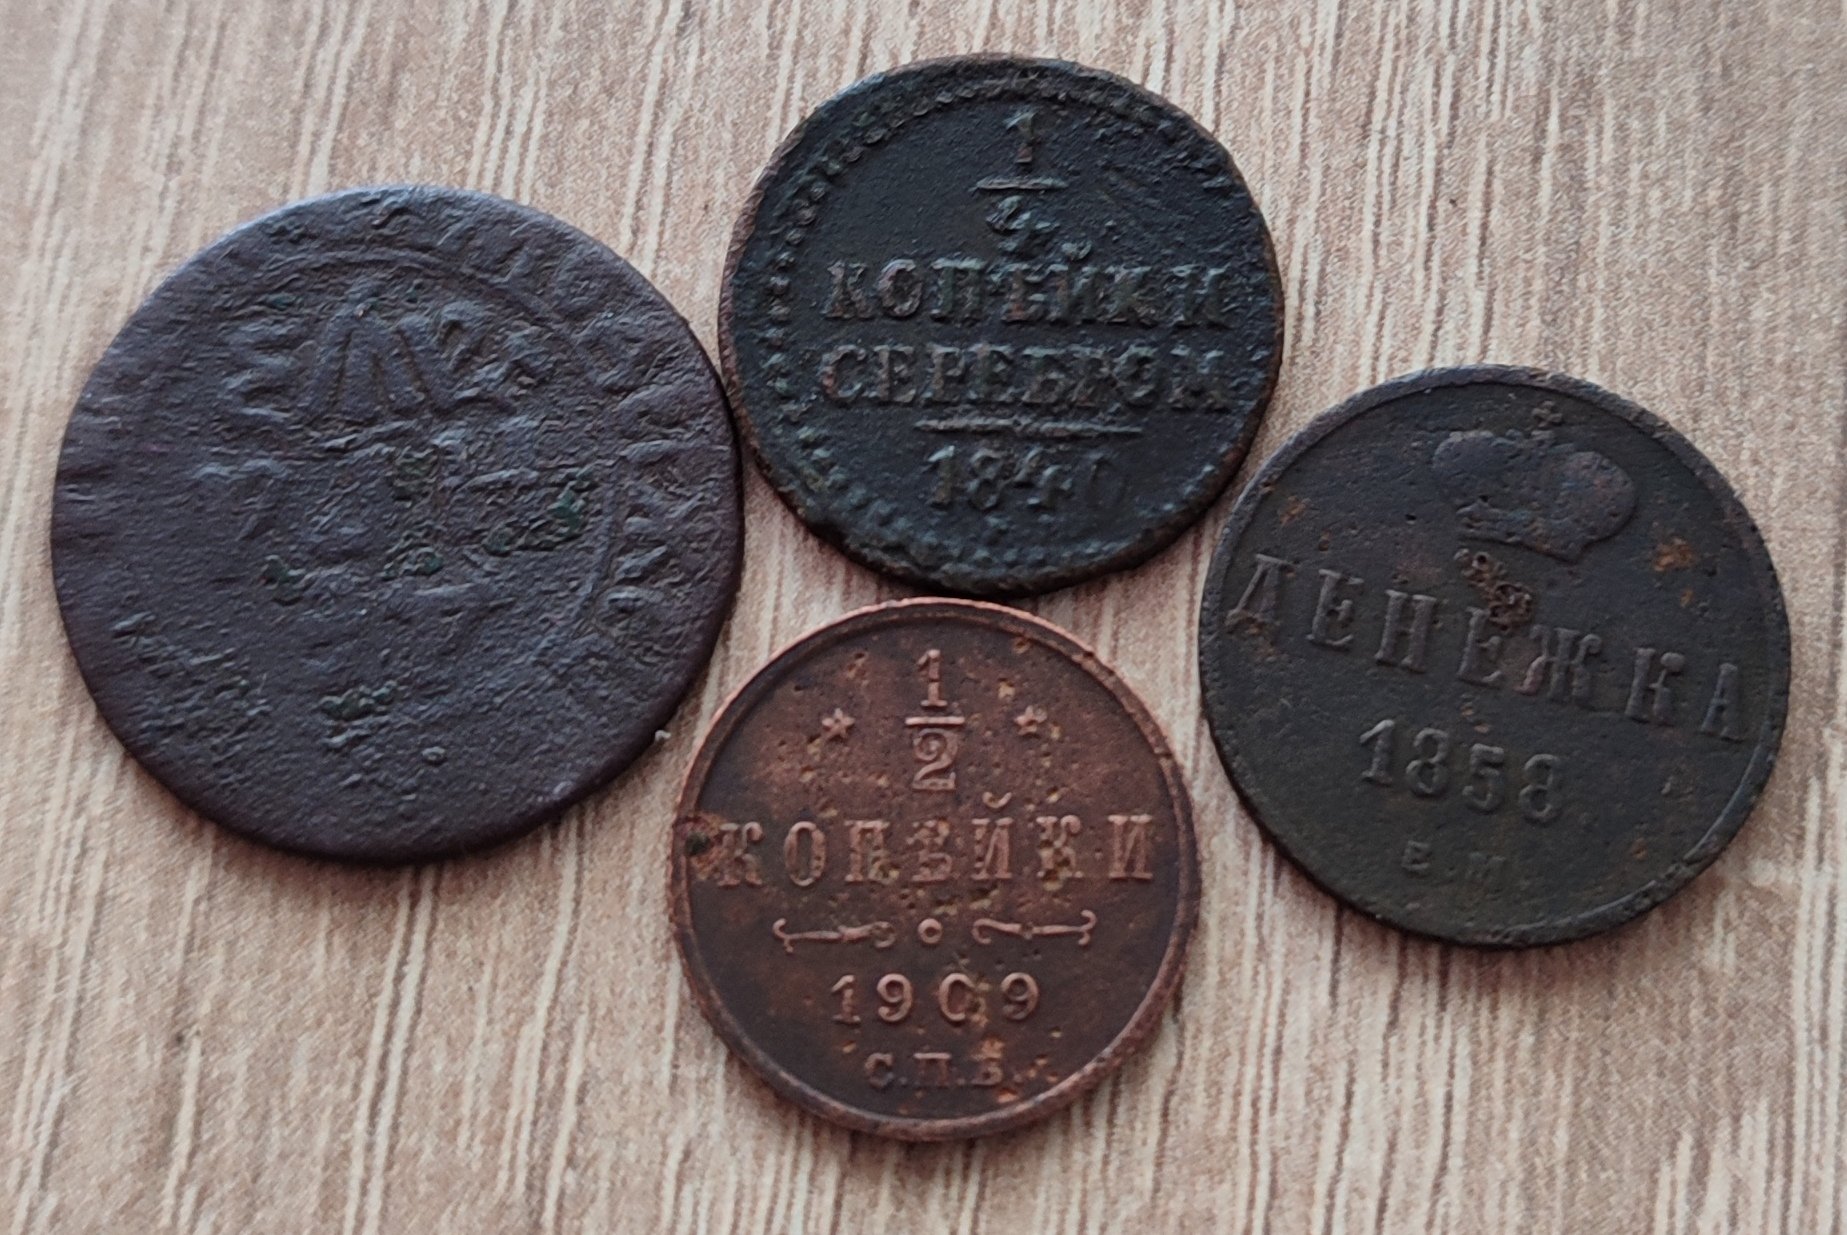 1
4
КОПѢЙКИ
СЕРЕБРОМ
1840
ДЕНЕЖКА
1858
Е.М.
1
2
КОПѢЙКИ
1909
С.П.Б.